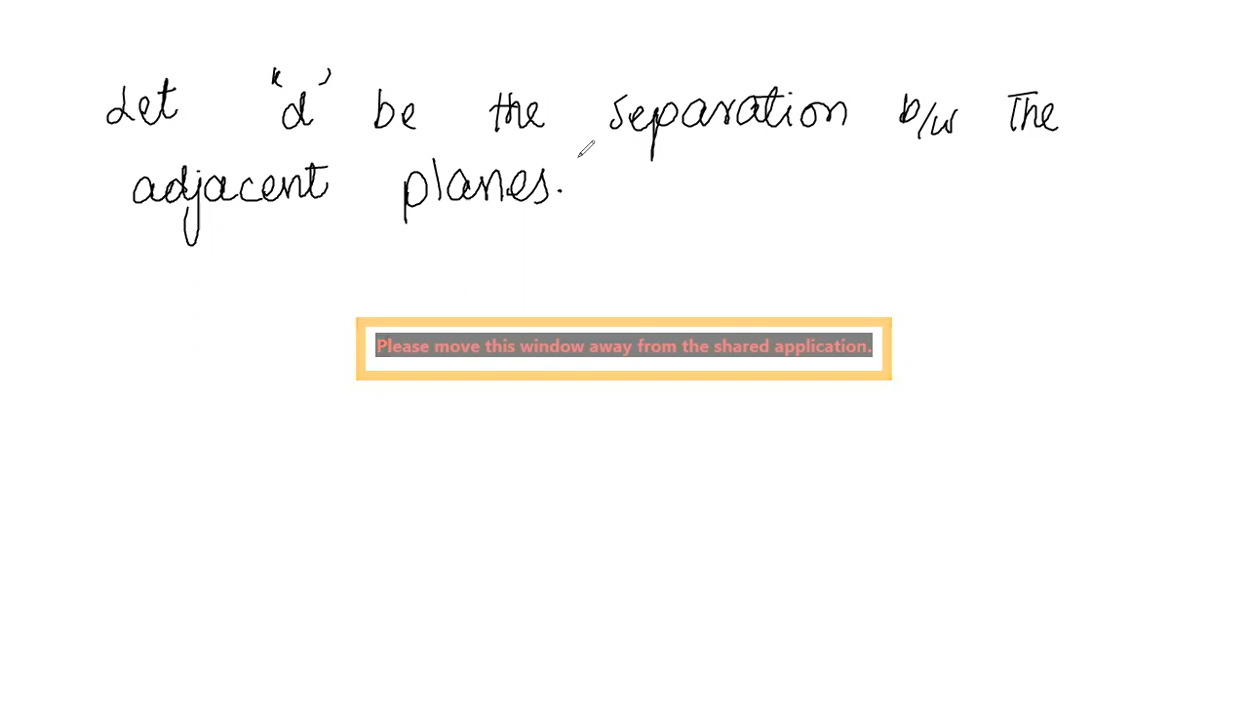 Let "d' be the separation b/w The
adjacent planes.
Please move this window away from the shared application.